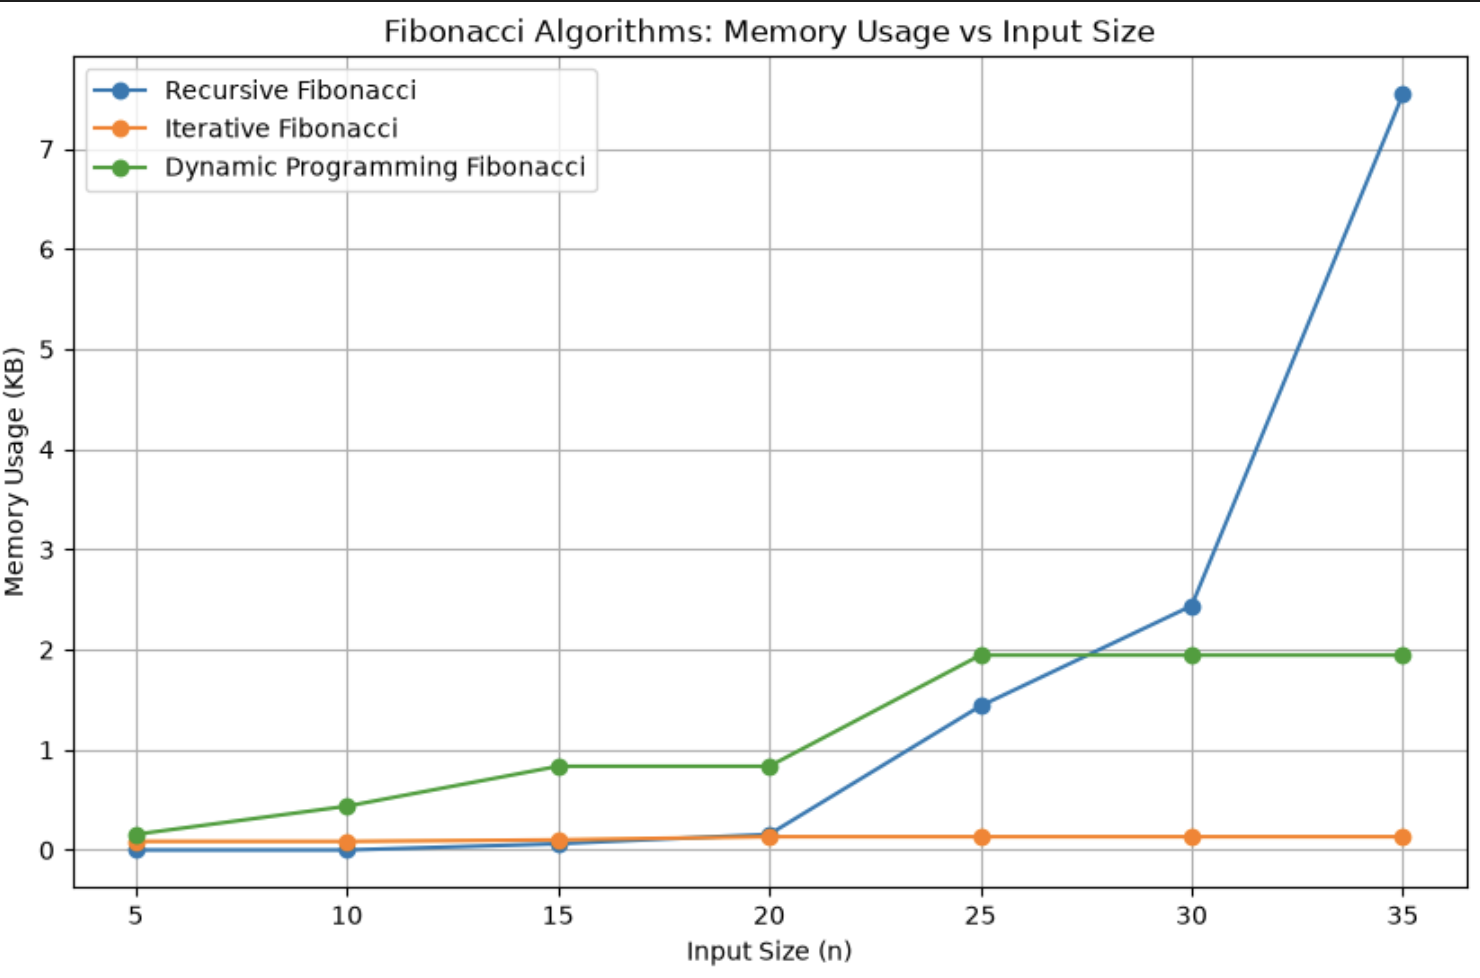 Fibonacci Algorithms: Memory Usage vs Input Size
Recursive Fibonacci
Iterative Fibonacci
Dynamic Programming Fibonacci
Memory Usage (KB)
7
6
5
4
3
2
1
0
5 10 15 20 25 30 35
Input Size (n)